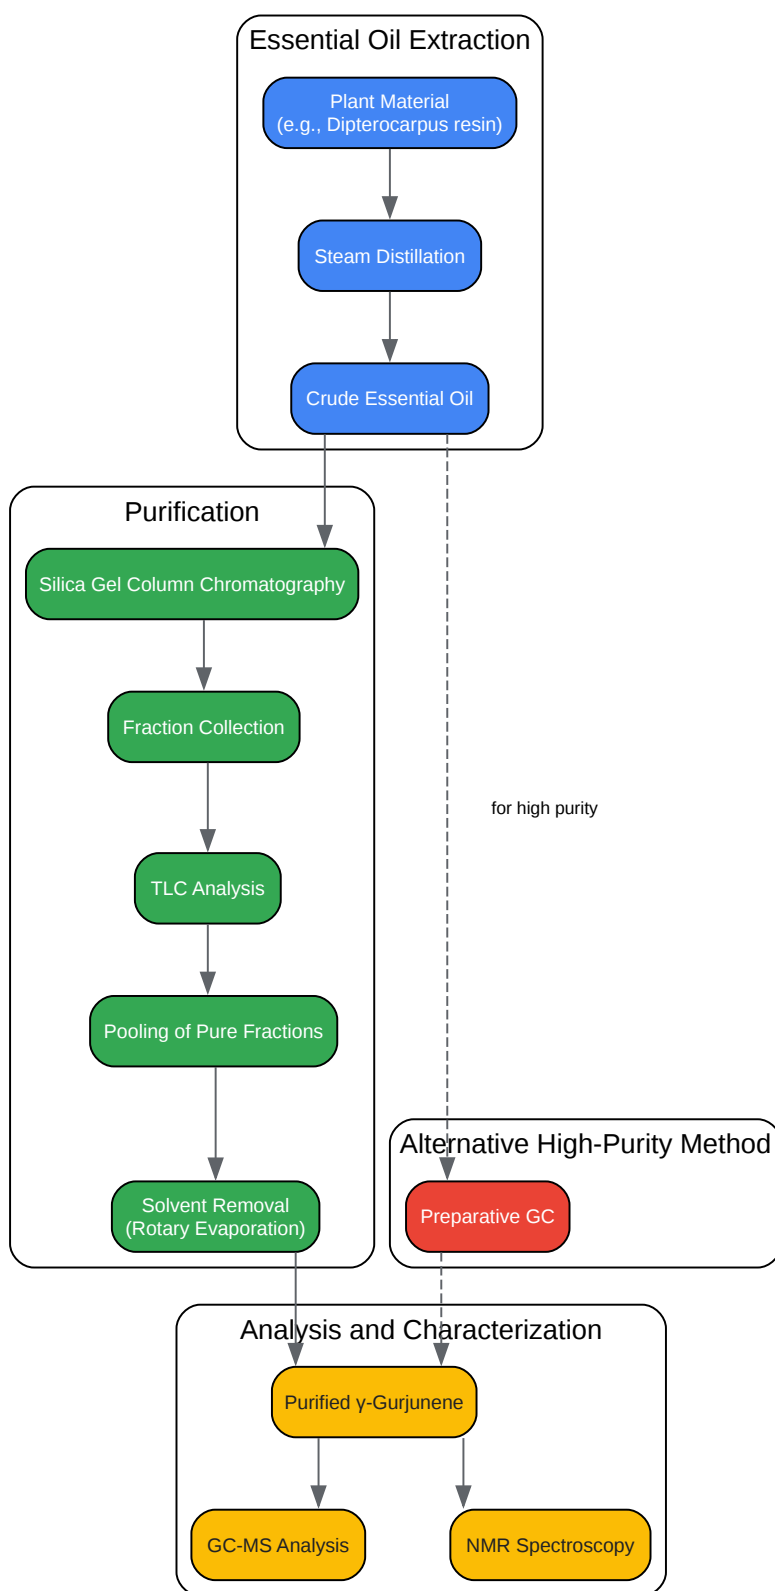 Essential Oil Extraction
Plant Material
(e.g., Dipterocarpus resin)
Steam Distillation
Crude Essential Oil
Purification
Silica Gel Column Chromatography
Fraction Collection
for high purity
TLC Analysis
Pooling of Pure Fractions
Alternative High-Purity Method
Solvent Removal
(Rotary Evaporation)
Preparative GC
Analysis and Characterization
Purified γ-Gurjunene
GC-MS Analysis
NMR Spectroscopy